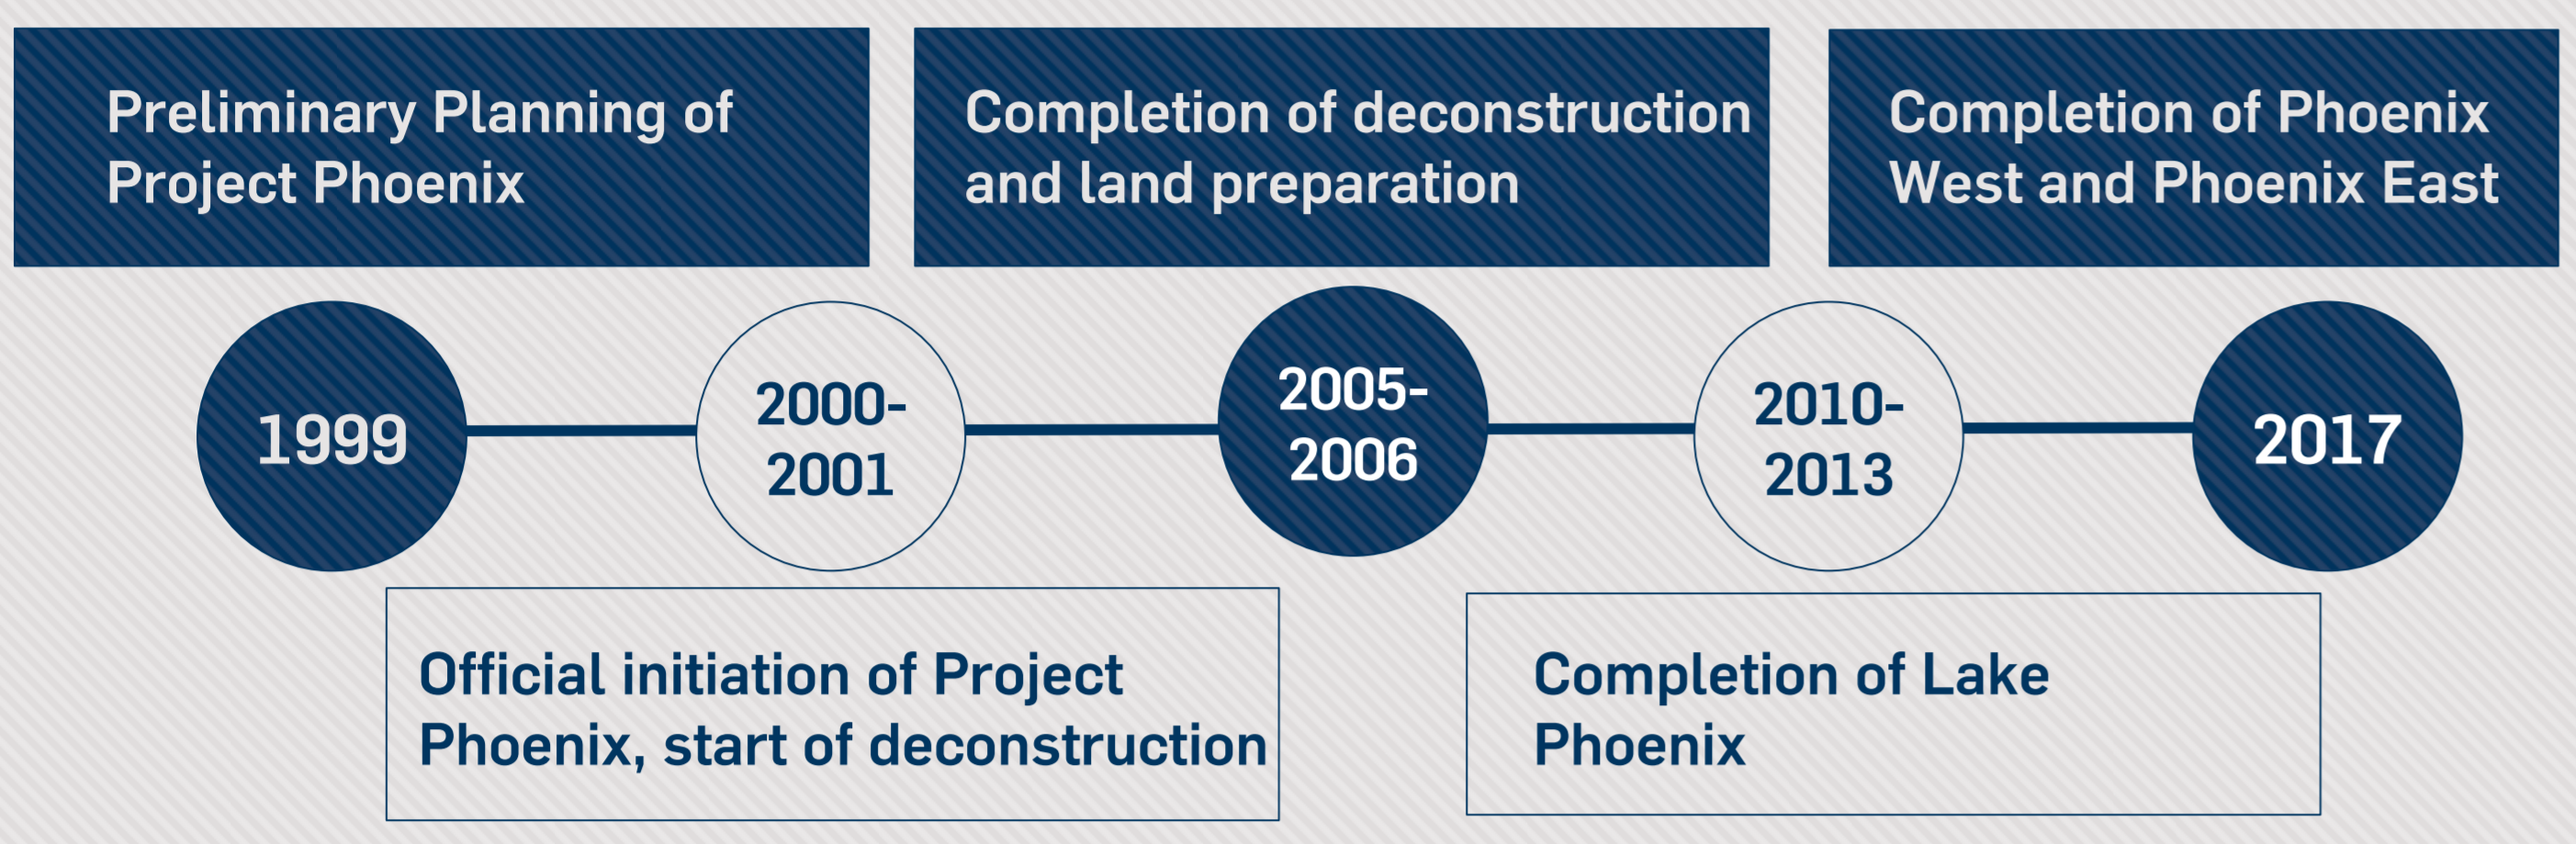 Preliminary Planning of
Project Phoenix
Completion of deconstruction
and land preparation
Completion of Phoenix
West and Phoenix East
1999
2000-
2001
2005-
2006
2010-
2013
2017
Official initiation of Project
Phoenix, start of deconstruction
Completion of Lake
Phoenix